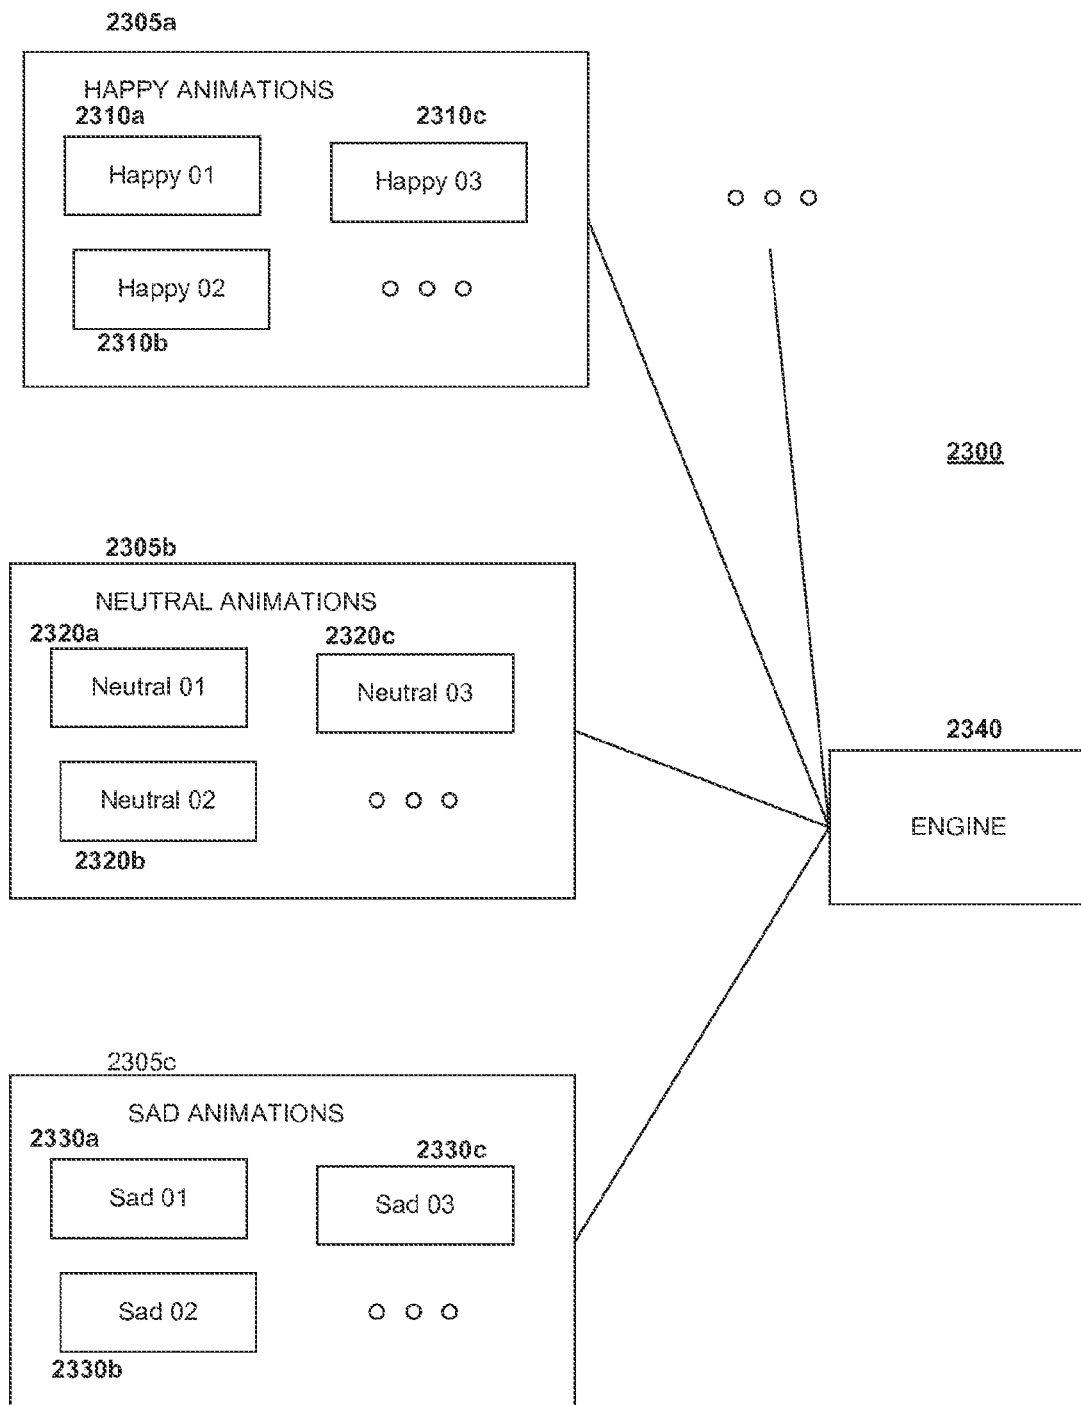 2305a
HAPPY ANIMATIONS
2310a
2310c
Happy 01
Happy 03
Happy 02
2310b
2300
2305b
NEUTRAL ANIMATIONS
2320a
2320c
Neutral 01
Neutral 03
Neutral 02
2320b
2340
ENGINE
2305c
SAD ANIMATIONS
2330a
2330c
Sad 01
Sad 03
Sad 02
2330b